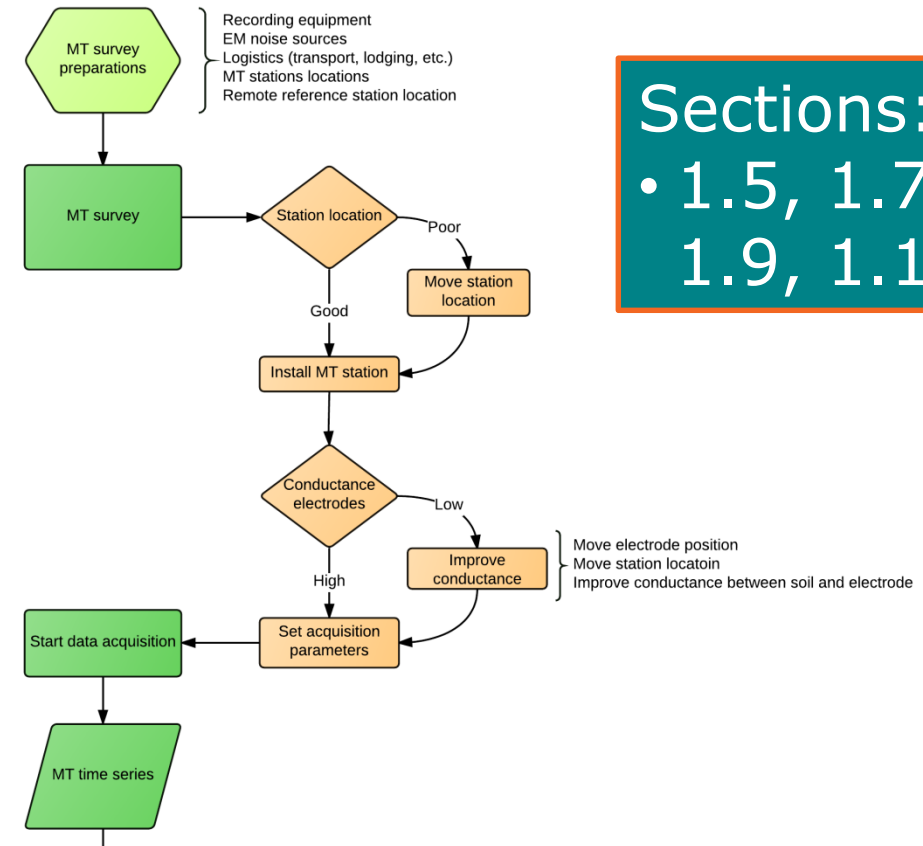 MT survey
preparations
Recording equipment
EM noise sources
Logistics (transport, lodging, etc.)
MT stations locations
Remote reference station location
Sections:
• 1.5, 1.7
1.9, 1.1
MT survey
Station location
Poor
Move station
location
Good
Install MT station
Conductance
electrodes
Low
Improve
conductance
Move electrode position
Move station locatoin
Improve conductance between soil and electrode
High
Set acquisition
parameters
Start data acquisition
MT time series